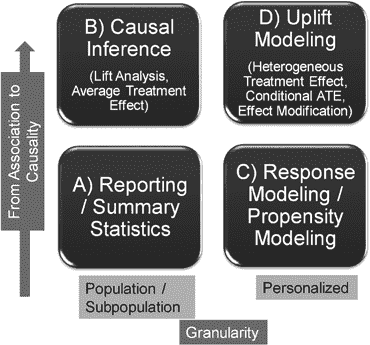 B) Causal
Inference
(Lift Analysis,
Average Treatment
Effect)
D) Uplift
Modeling
(Heterogeneous
Treatment Effect,
Conditional ATE,
Effect Modification)
From Association to
Causality
A) Reporting
/ Summary
Statistics
C) Response
Modeling /
Propensity
Modeling
Population /
Subpopulation
Personalized
Granularity